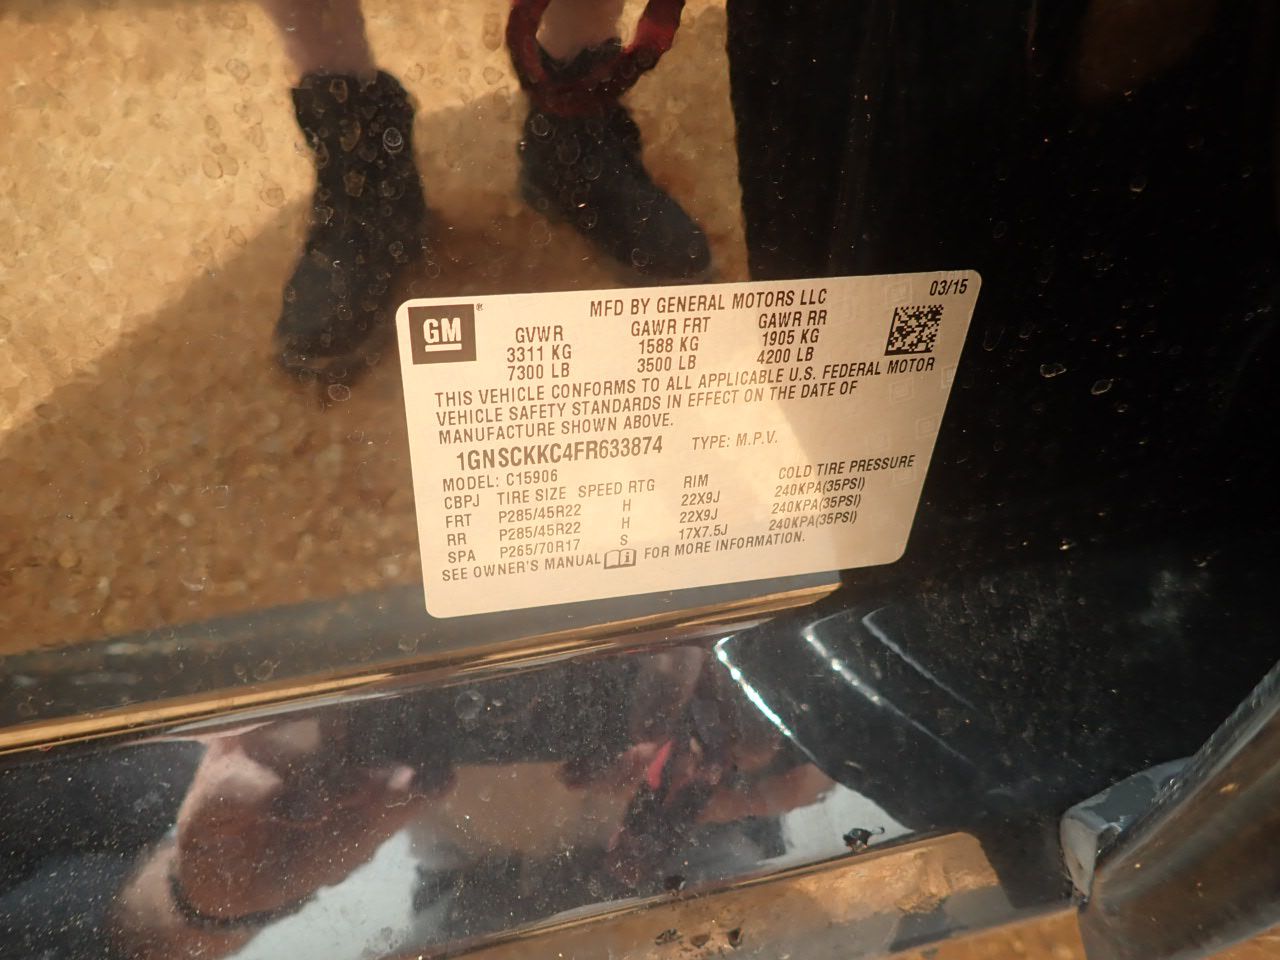 GM ®
MFD BY GENERAL MOTORS LLC 03/15
GVWR GAWR FRT GAWR RR
3311 KG 1588 KG 1905 KG
7300 LB 3500 LB 4200 LB
THIS VEHICLE CONFORMS TO ALL APPLICABLE U.S. FEDERAL MOTOR
VEHICLE SAFETY STANDARDS IN EFFECT ON THE DATE OF
MANUFACTURE SHOWN ABOVE.
1GNSCKKC4FR633874 TYPE: M.P.V.
MODEL: C15906
CBPJ TIRE SIZE SPEED RTG RIM COLD TIRE PRESSURE
FRT P285/45R22 H 22X9J 240KPA(35PSI)
RR P285/45R22 H 22X9J 240KPA(35PSI)
SPA P265/70R17 S 17X7.5J 240KPA(35PSI)
SEE OWNER'S MANUAL i FOR MORE INFORMATION.